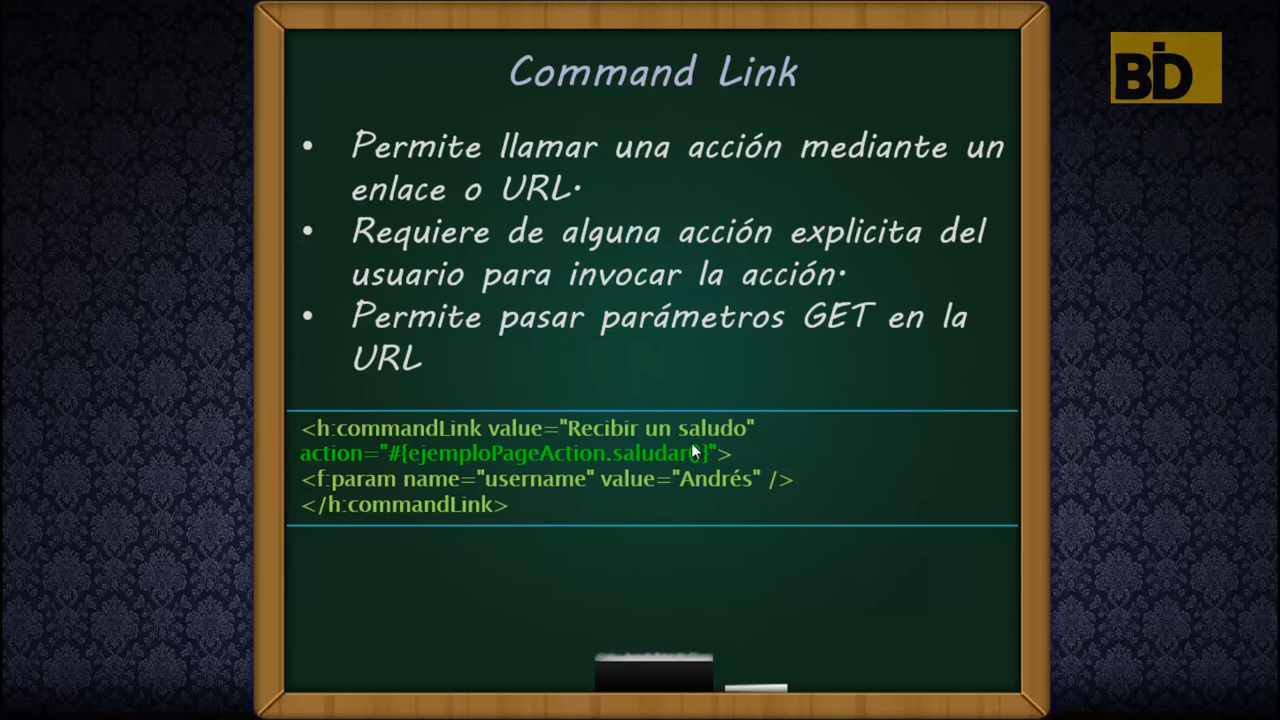 Command Link
BID
• Permite llamar una acción mediante un
enlace o URL.
• Requiere de alguna acción explicita del
usuario para invocar la acción.
• Permite pasar parámetros GET en la
URL
<h:commandLink value="Recibir un saludo"
action="#{ejemploPageAction.saludar()}">
<f:param name="username" value="Andrés" />
</h:commandLink>